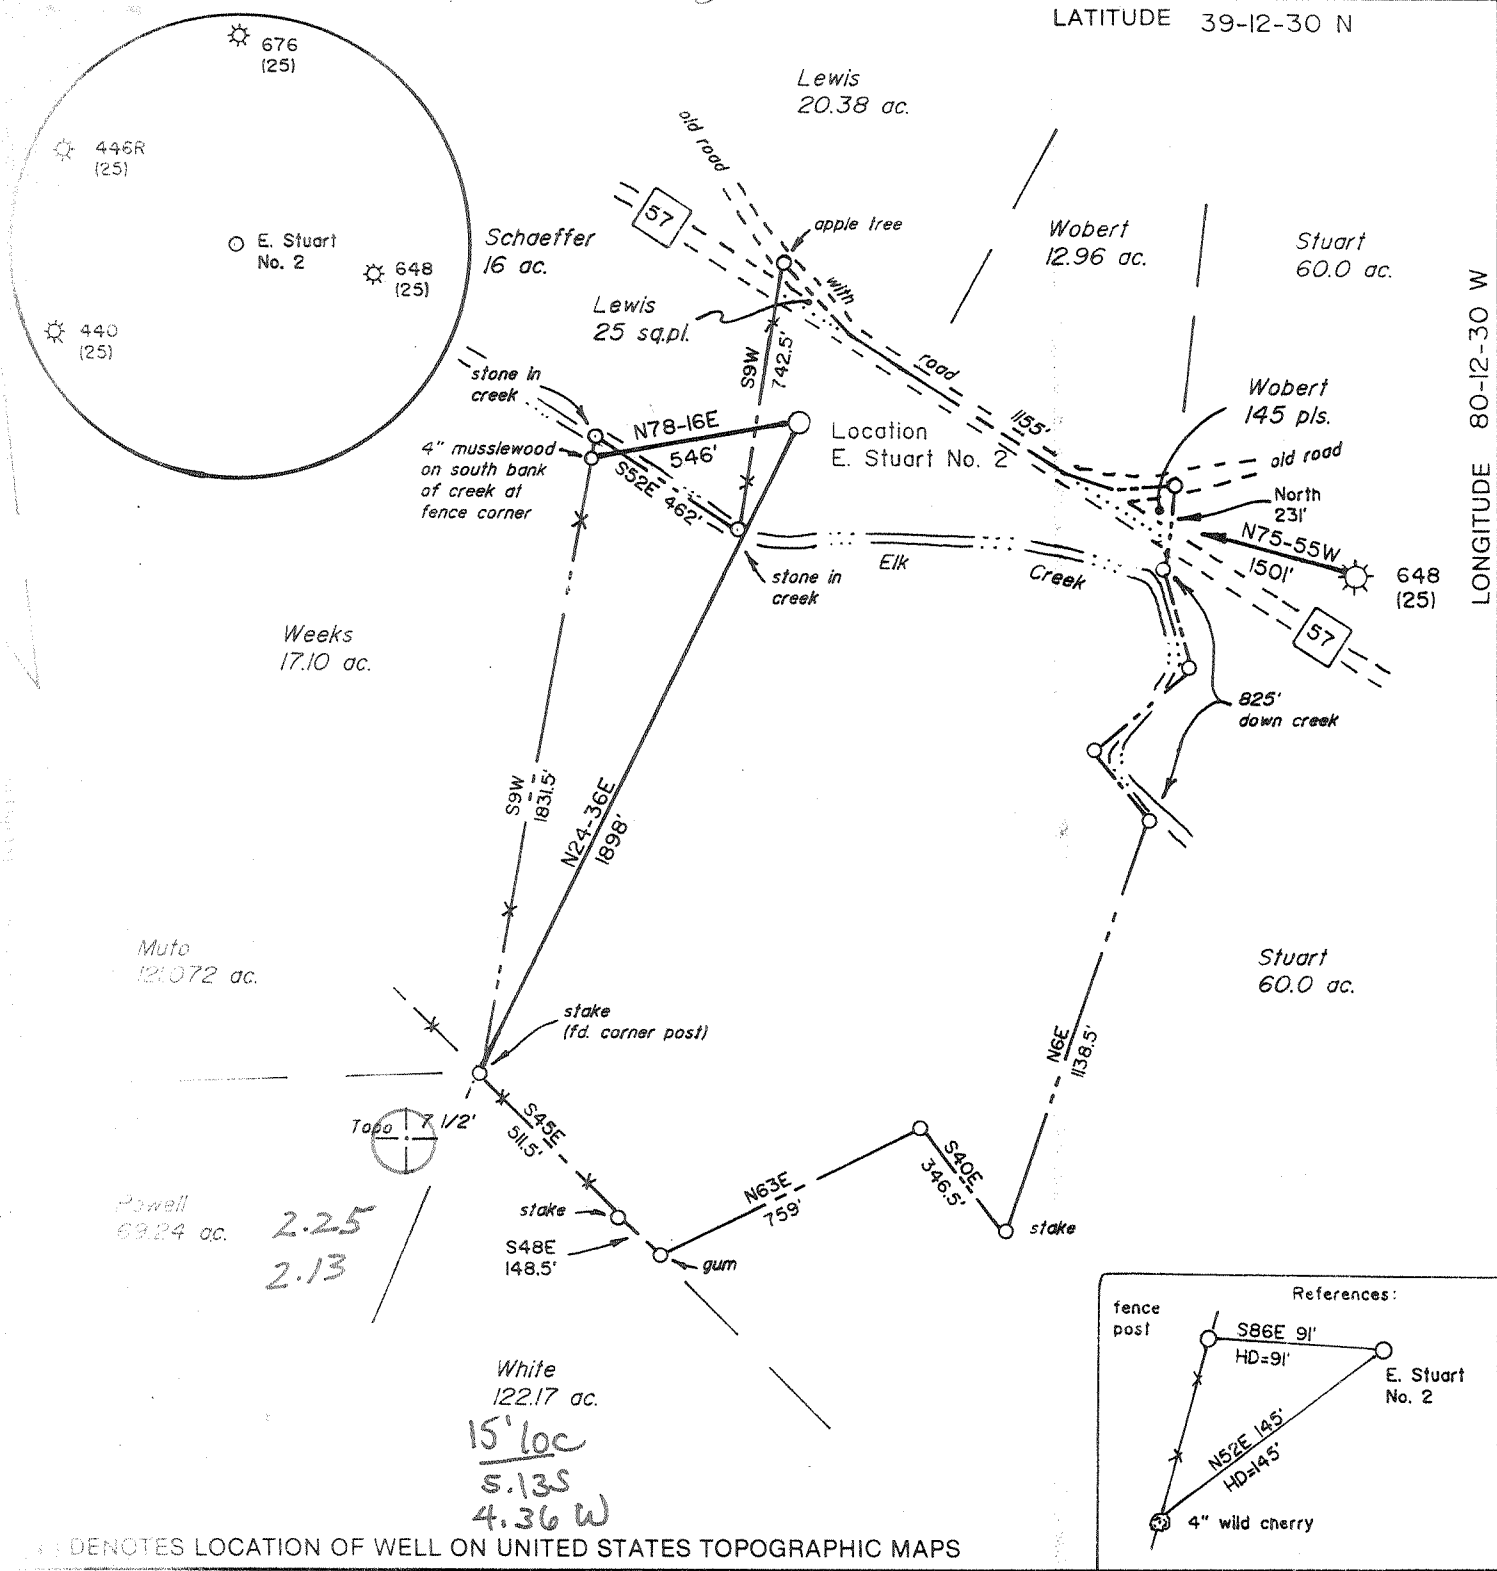 LATITUDE 39-12-30 N
LONGITUDE 80-12-30 W
676
(25)
446R
(25)
E. Stuart
No. 2
648
(25)
440
(25)
Lewis
20.38 ac.
old road
57
apple tree
Schaeffer
16 ac.
Wobert
12.96 ac.
Stuart
60.0 ac.
Lewis
25 sq.pl.
with
road
1155'
S9W
742.5'
stone in
creek
N78-16E
546'
Location
E. Stuart No. 2
4" musslewood
on south bank
of creek at
fence corner
S52E 462'
Wobert
145 pls.
old road
North
231'
N75-55W
1501'
648
(25)
Elk
Creek
stone in
creek
57
Weeks
17.10 ac.
825'
down creek
S9W
1831.5'
N24-36E
1898'
Muto
121.072 ac.
Stuart
60.0 ac.
stake
(fd. corner post)
N6E
1138.5'
Topo 7 1/2'
S45E
511.5'
Powell
69.24 ac.
2.25
2.13
stake
S48E
148.5'
gum
N63E
759'
S40E
346.5'
stake
White
122.17 ac.
15' loc
5.13S
4.36 W
References:
fence
post
S86E 91'
HD=91'
E. Stuart
No. 2
N52E 145'
HD=145'
4" wild cherry
DENOTES LOCATION OF WELL ON UNITED STATES TOPOGRAPHIC MAPS